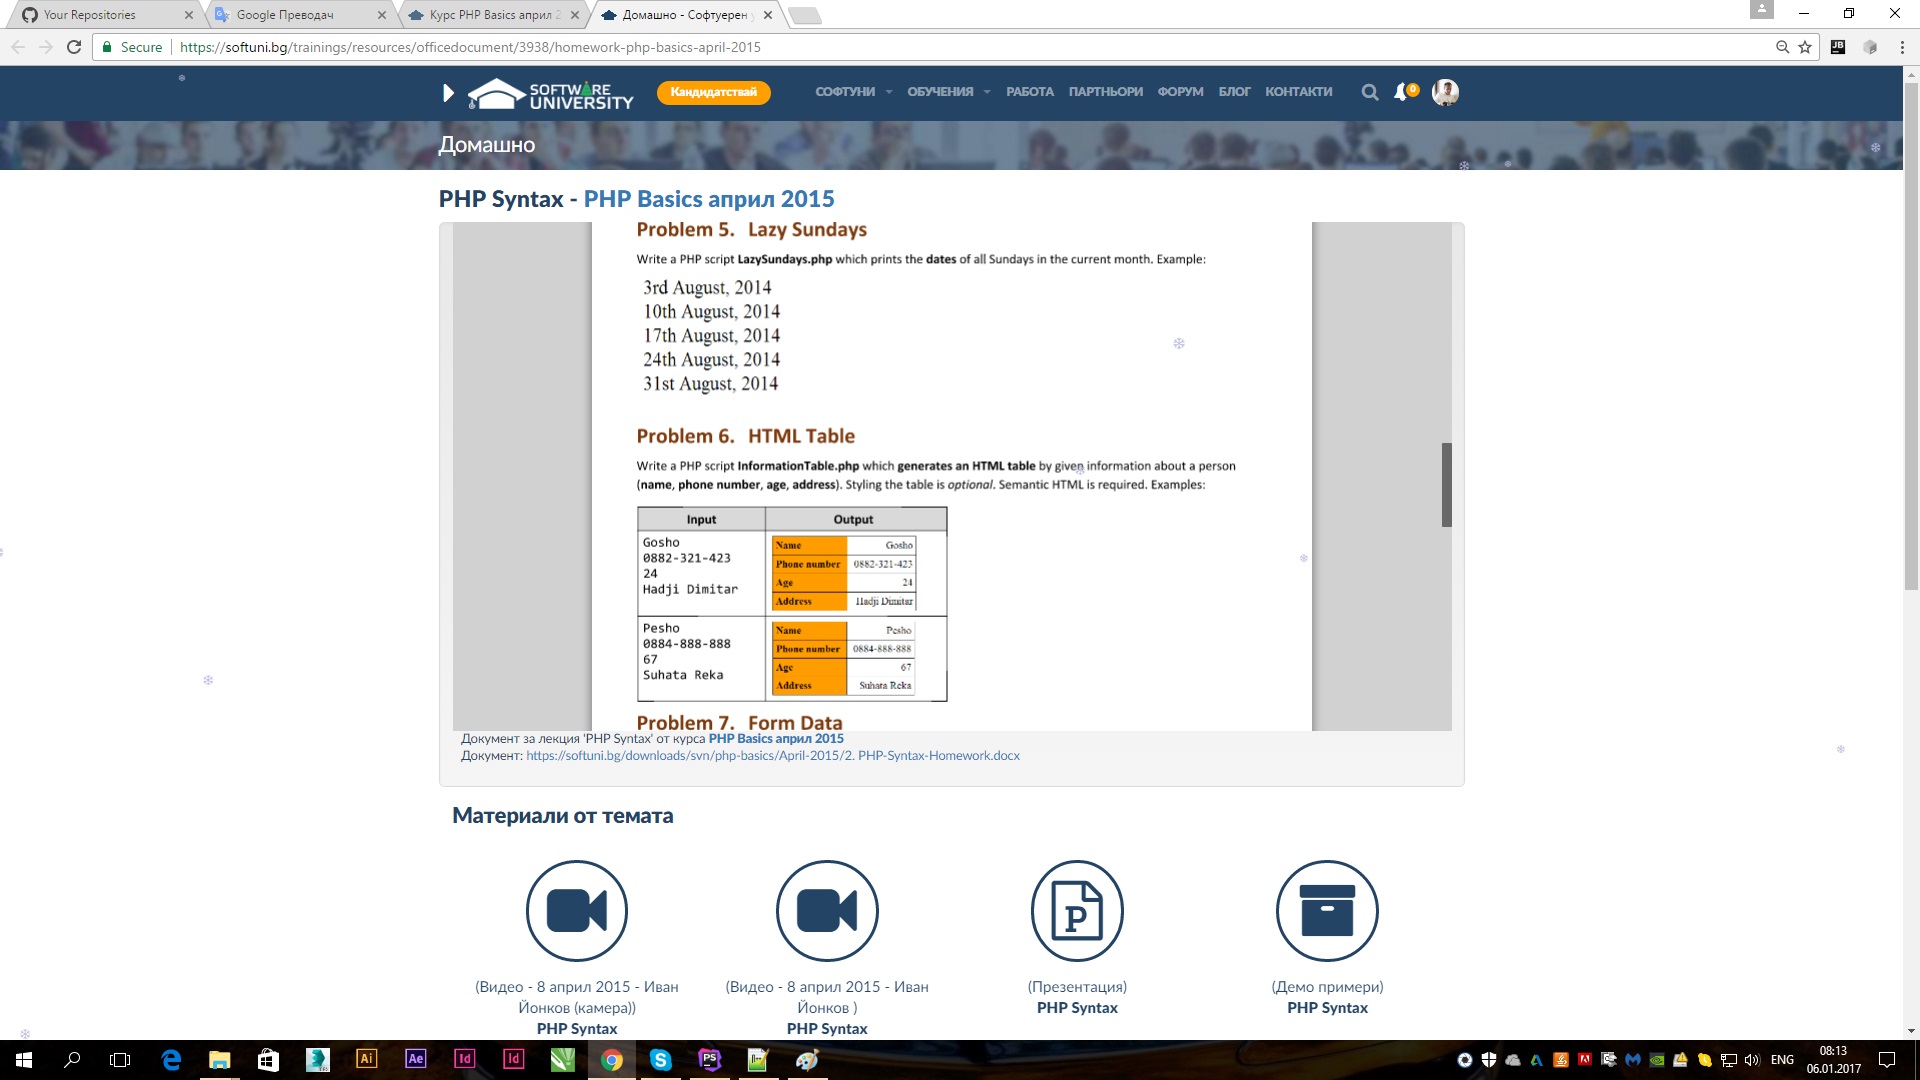 Your Repositories
Google Преводач
Курс PHP Basics април 2
Домашно - Софтуерен у
Secure
https://softuni.bg/trainings/resources/officedocument/3938/homework-php-basics-april-2015
JB
SOFTWARE
UNIVERSITY
Кандидатствай
СОФТУНИ
ОБУЧЕНИЯ
РАБОТА
ПАРТНЬОРИ
ФОРУМ
БЛОГ
КОНТАКТИ
0
Домашно
PHP Syntax - PHP Basics април 2015
Problem 5. Lazy Sundays
Write a PHP script LazySundays.php which prints the dates of all Sundays in the current month. Example:
3rd August, 2014
10th August, 2014
17th August, 2014
24th August, 2014
31st August, 2014
Problem 6. HTML Table
Write a PHP script InformationTable.php which generates an HTML table by given information about a person
(name, phone number, age, address). Styling the table is optional. Semantic HTML is required. Examples:
Input Output
Gosho
0882-321-423
24
Hadji Dimitar
Name Gosho
Phone number 0882-321-423
Age 24
Address Hadji Dimitar
Pesho
0884-888-888
67
Suhata Reka
Name Pesho
Phone number 0884-888-888
Age 67
Address Suhata Reka
Problem 7. Form Data
Документ за лекция 'PHP Syntax' от курса PHP Basics април 2015
Документ: https://softuni.bg/downloads/svn/php-basics/April-2015/2. PHP-Syntax-Homework.docx
Материали от темата
P
(Видео - 8 април 2015 - Иван
Йонков (камера))
PHP Syntax
(Видео - 8 април 2015 - Иван
Йонков )
PHP Syntax
(Презентация)
PHP Syntax
(Демо примери)
PHP Syntax
Ai
Ae
Id
Id
PS
ENG
08:13
06.01.2017